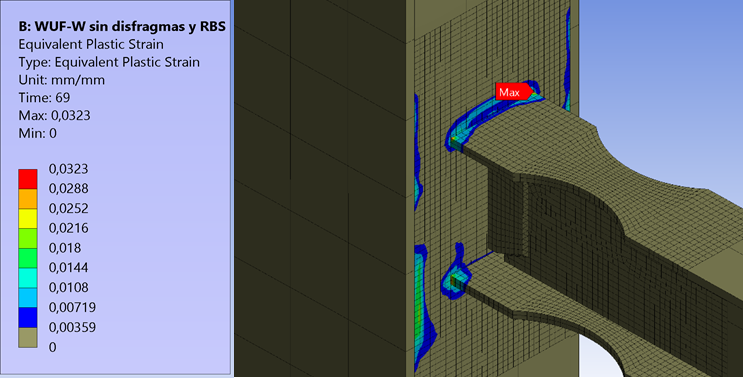 B: WUF-W sin disfragmas y RBS
Equivalent Plastic Strain
Type: Equivalent Plastic Strain
Unit: mm/mm
Time: 69
Max: 0,0323
Min: 0
0,0323
0,0288
0,0252
0,0216
0,018
0,0144
0,0108
0,00719
0,00359
0
Max